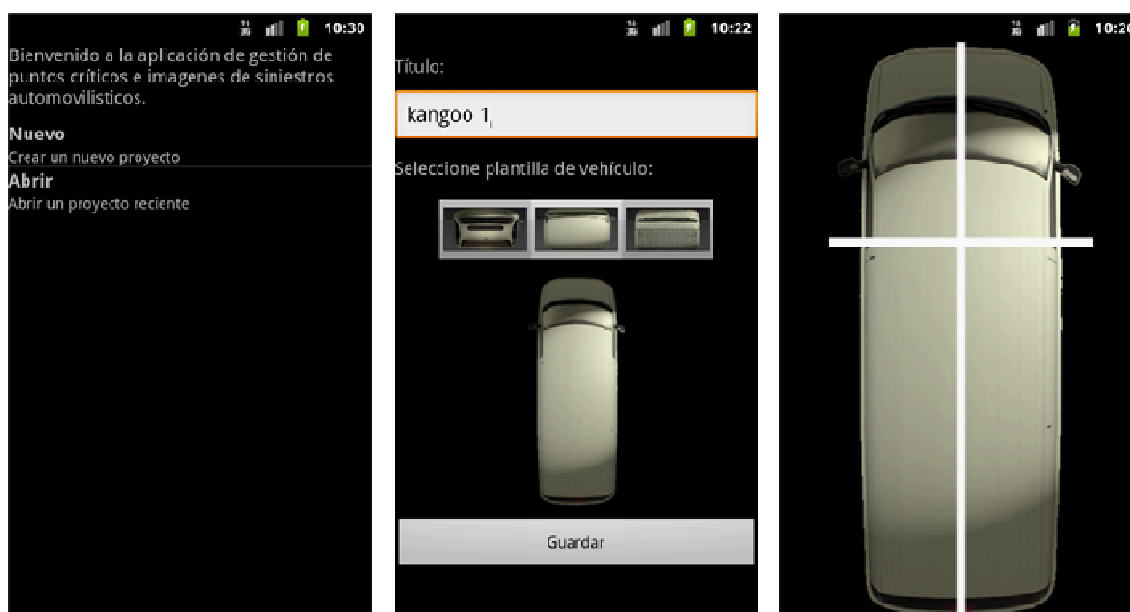 10:30
Bienvenido a la aplicación de gestión de
puntos críticos e imagenes de siniestros
automovilisticos.
Nuevo
Crear un nuevo proyecto
Abrir
Abrir un proyecto reciente
10:22
Título:
kangoo 1
Seleccione plantilla de vehículo:
Guardar